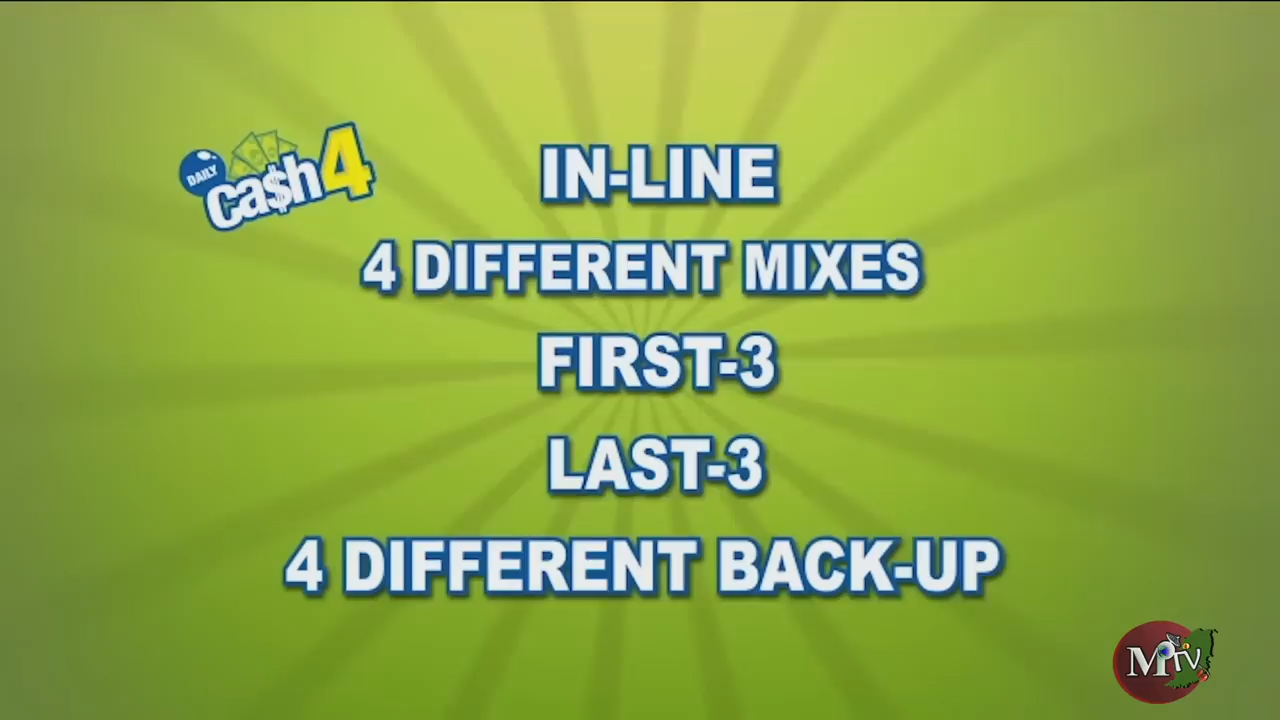 DAILY
Ca$h4
IN-LINE
4 DIFFERENT MIXES
FIRST-3
LAST-3
4 DIFFERENT BACK-UP
MTV